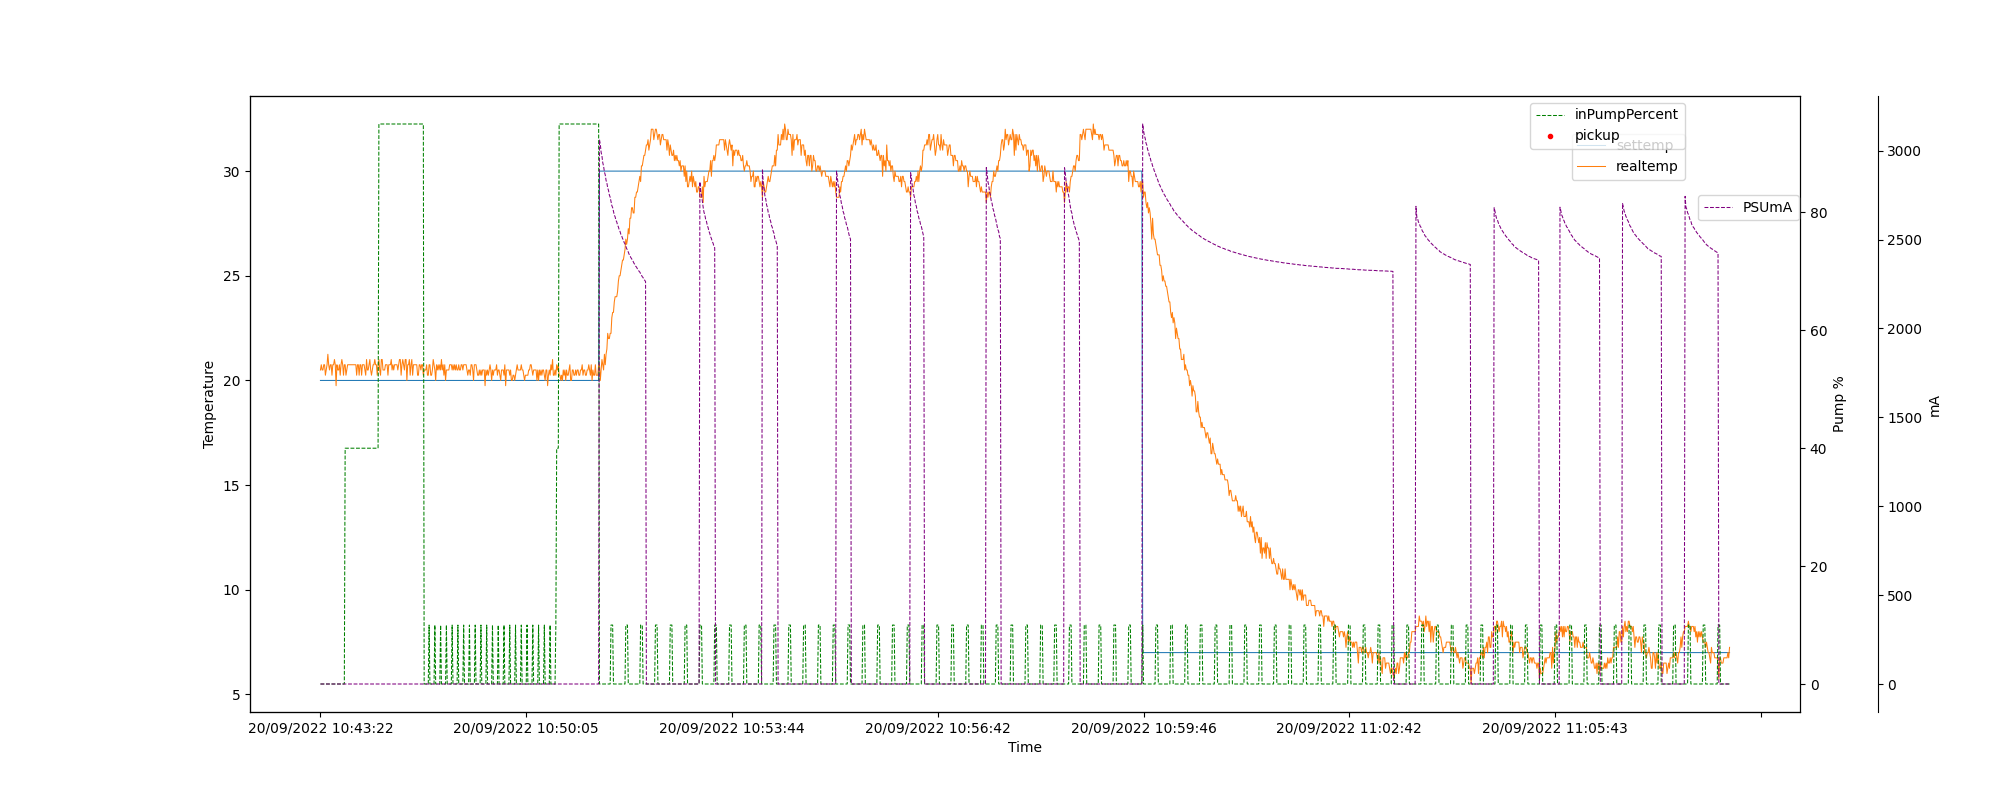 inPumpPercent
pickup
settemp
realtemp
PSUmA
30
25
20
15
10
5
Temperature
80
60
40
20
0
Pump %
3000
2500
2000
1500
1000
500
0
mA
20/09/2022 10:43:22
20/09/2022 10:50:05
20/09/2022 10:53:44
20/09/2022 10:56:42
20/09/2022 10:59:46
20/09/2022 11:02:42
20/09/2022 11:05:43
Time